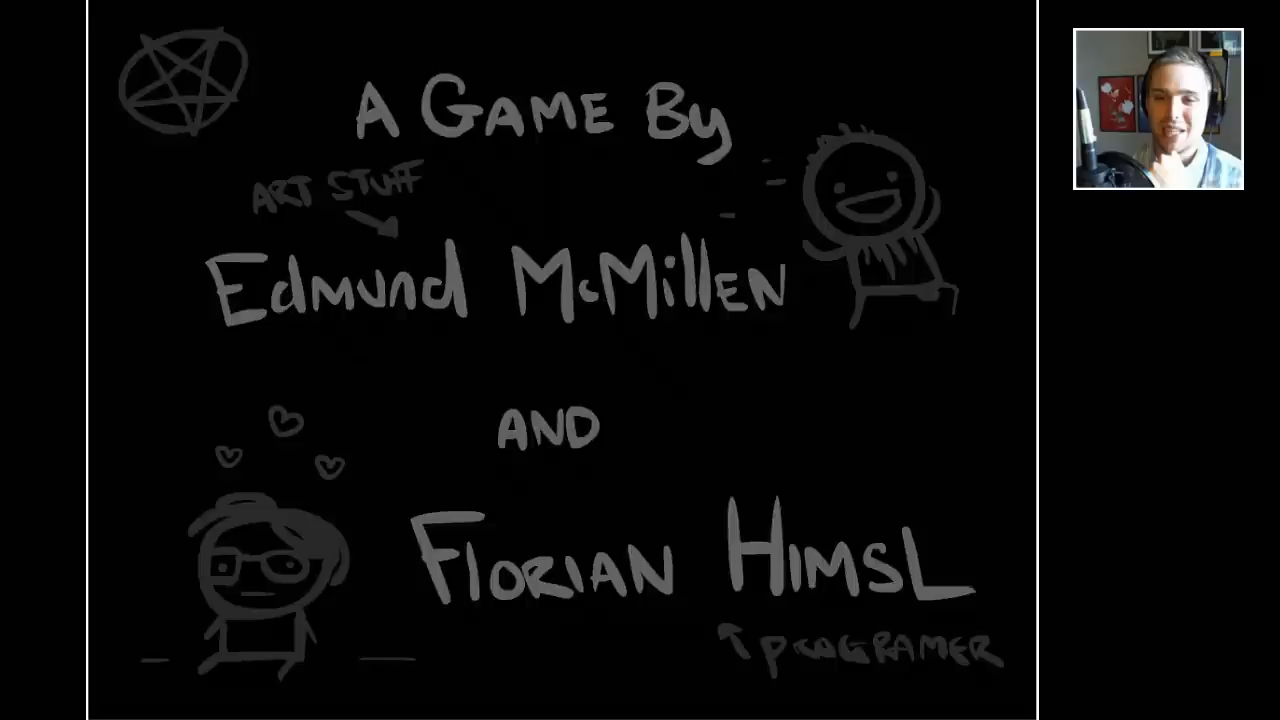 A GAME By
ART STUFF
Edmund McMillEN
AND
FloRIAN HIMSL
pROGRAMER